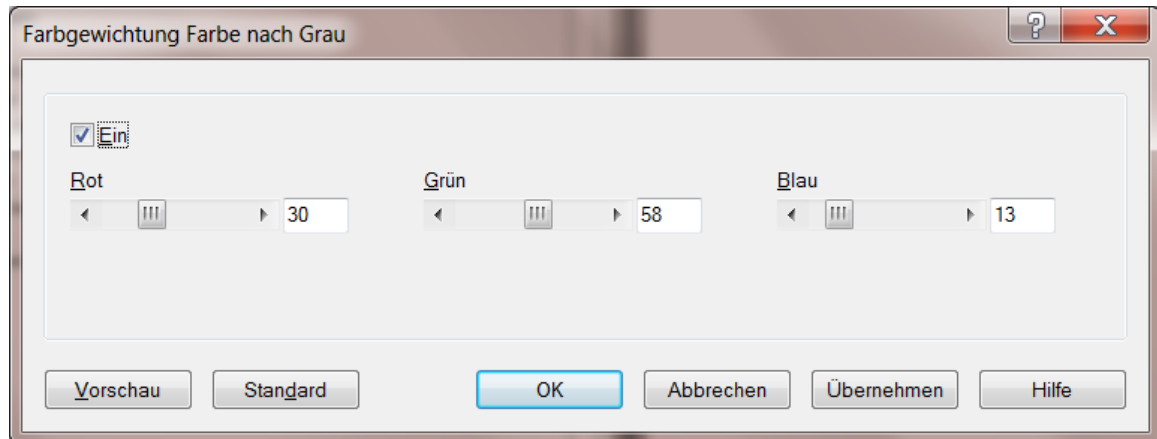 Farbgewichtung Farbe nach Grau
Ein
Rot Grün Blau
30 58 13
Vorschau Standard OK Abbrechen Übernehmen Hilfe